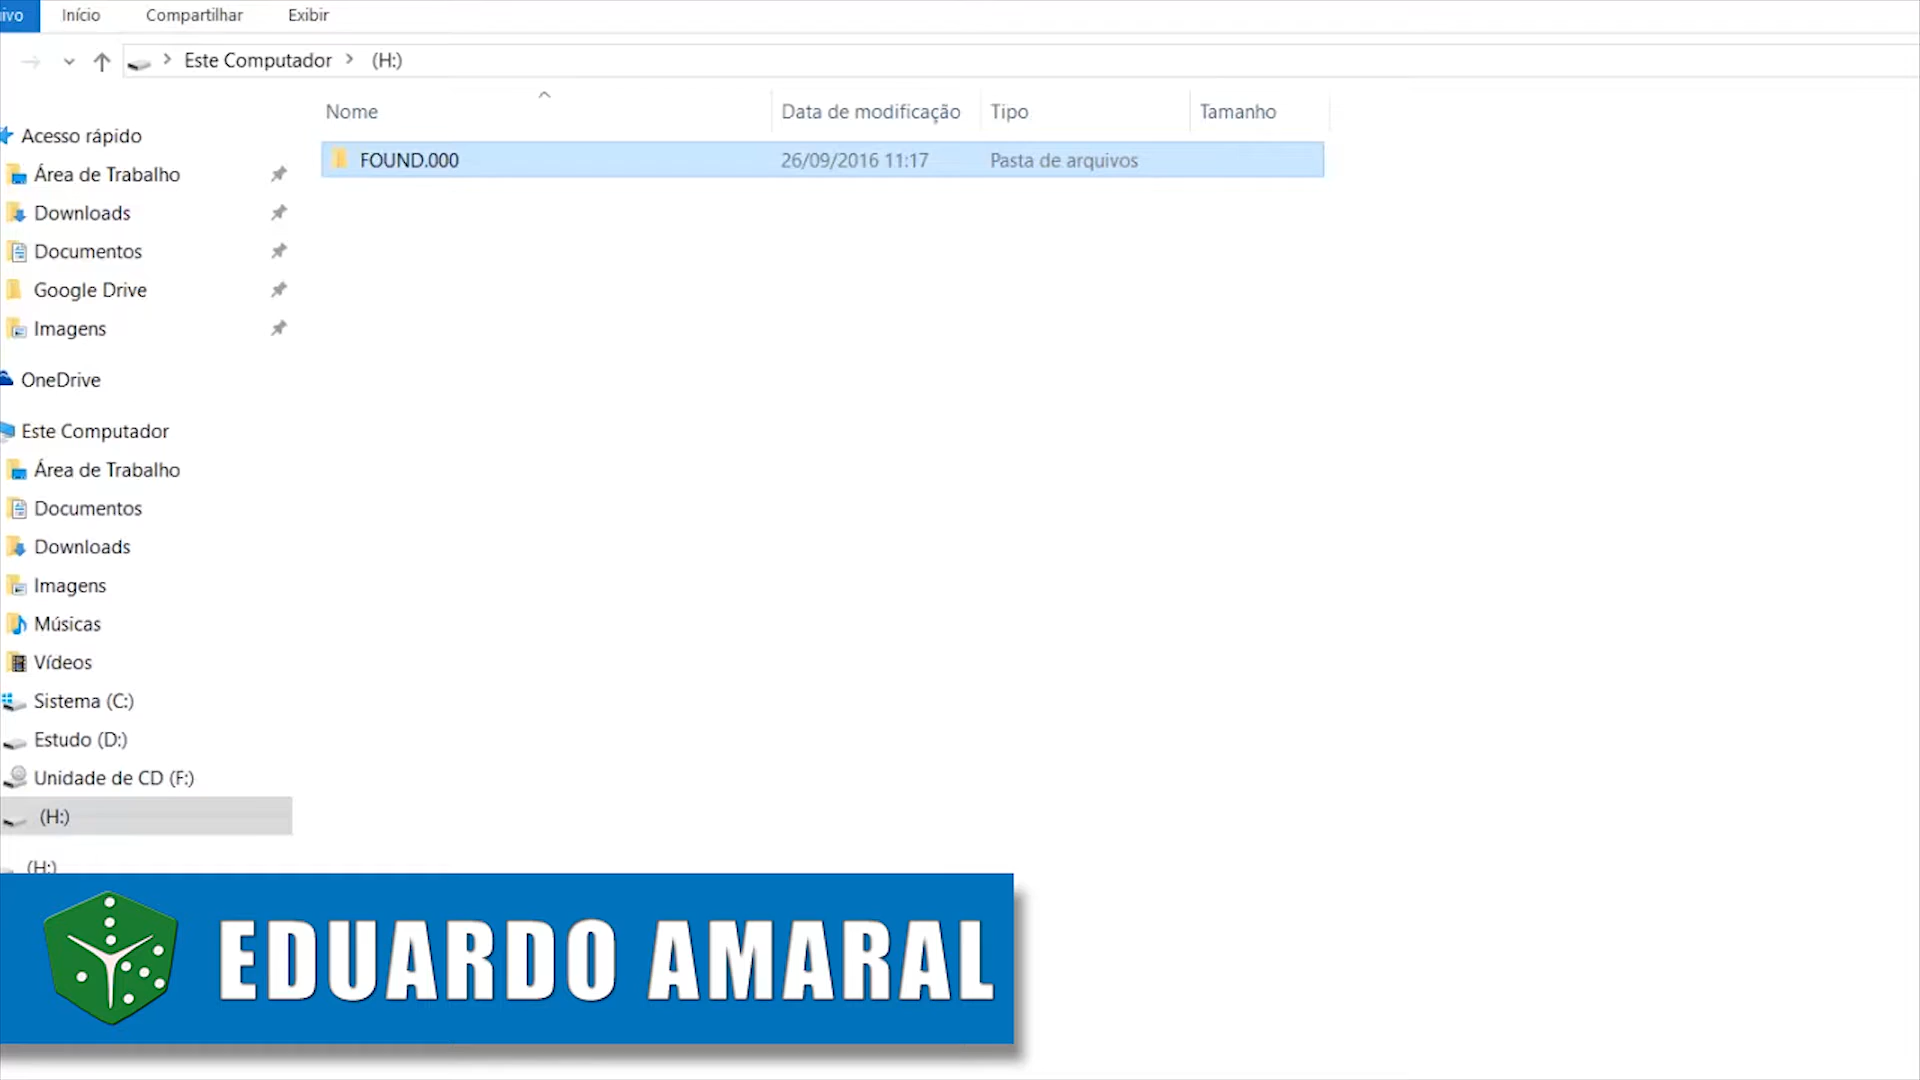 ivo Início Compartilhar Exibir
Este Computador (H:)
Nome Data de modificação Tipo Tamanho
FOUND.000 26/09/2016 11:17 Pasta de arquivos
Acesso rápido
Área de Trabalho
Downloads
Documentos
Google Drive
Imagens
OneDrive
Este Computador
Área de Trabalho
Documentos
Downloads
Imagens
Músicas
Vídeos
Sistema (C:)
Estudo (D:)
Unidade de CD (F:)
(H:)
(H:)
EDUARDO AMARAL